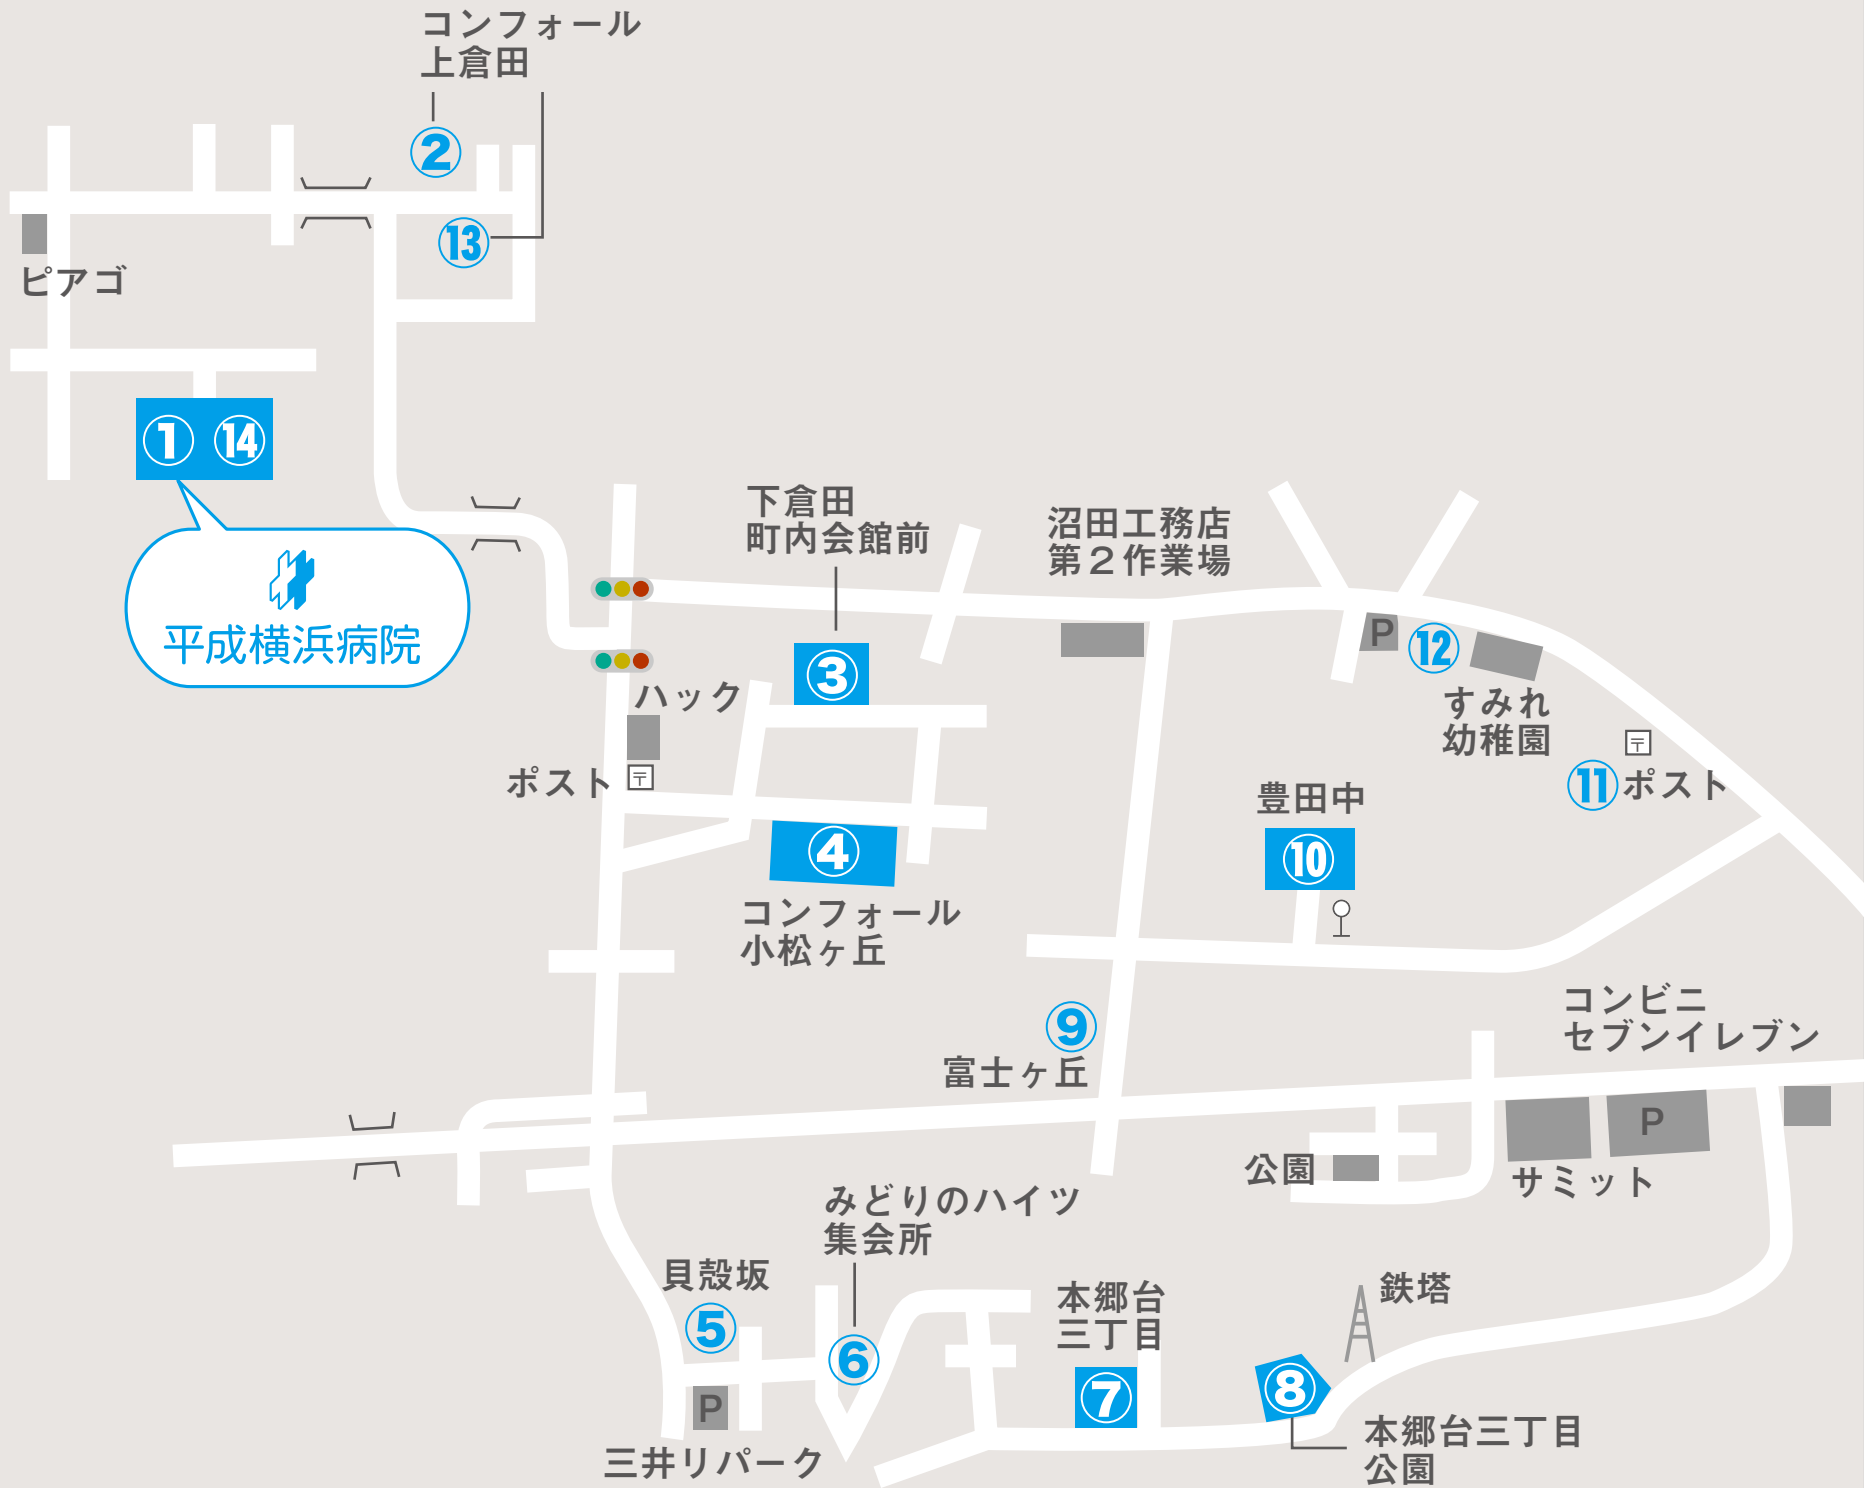 コンフォール
上倉田
②
⑬
ピアゴ
① ⑭
平成横浜病院
下倉田
町内会館前
③
沼田工務店
第２作業場
P
⑫
すみれ
幼稚園
ハック
ポスト
〒
〒
⑪
ポスト
④
コンフォール
小松ヶ丘
豊田中
⑩
⑨
富士ヶ丘
コンビニ
セブンイレブン
P
サミット
公園
みどりのハイツ
集会所
⑥
貝殻坂
⑤
P
三井リパーク
本郷台
三丁目
⑦
鉄塔
⑧
本郷台三丁目
公園